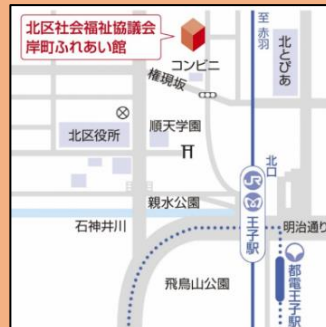 北区社会福祉協議会
岸町ふれあい館
至 赤羽
北とぴあ
コンビニ
権現坂
北区役所
順天学園
北口
親水公園
JR
M
王子駅
明治通り
石神井川
飛鳥山公園
都電王子駅